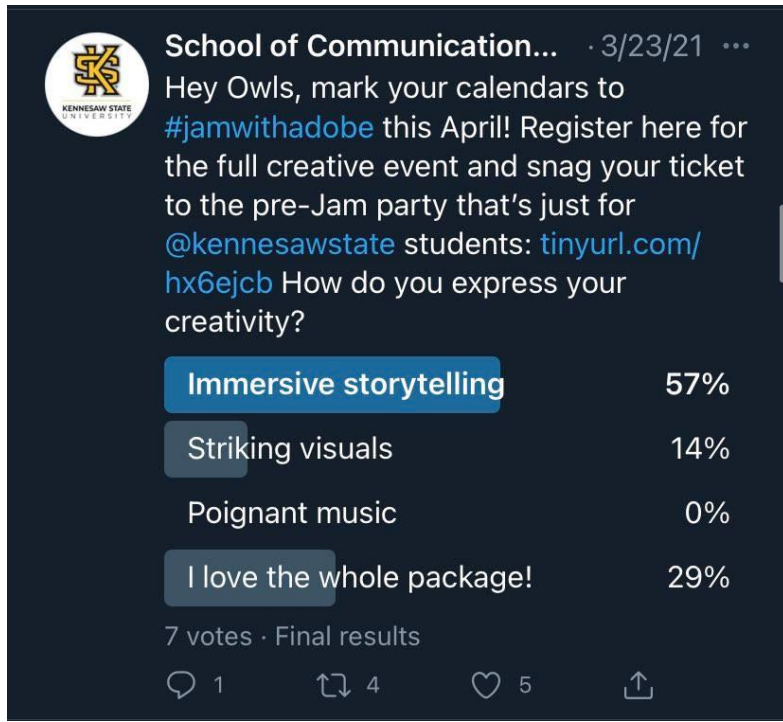 School of Communication... · 3/23/21 ···
KENNESAW STATE
UNIVERSITY
Hey Owls, mark your calendars to
#jamwithadobe this April! Register here for
the full creative event and snag your ticket
to the pre-Jam party that's just for
@kennesawstate students: tinyurl.com/
hx6ejcb How do you express your
creativity?
Immersive storytelling 57%
Striking visuals 14%
Poignant music 0%
I love the whole package! 29%
7 votes · Final results
1 4 5